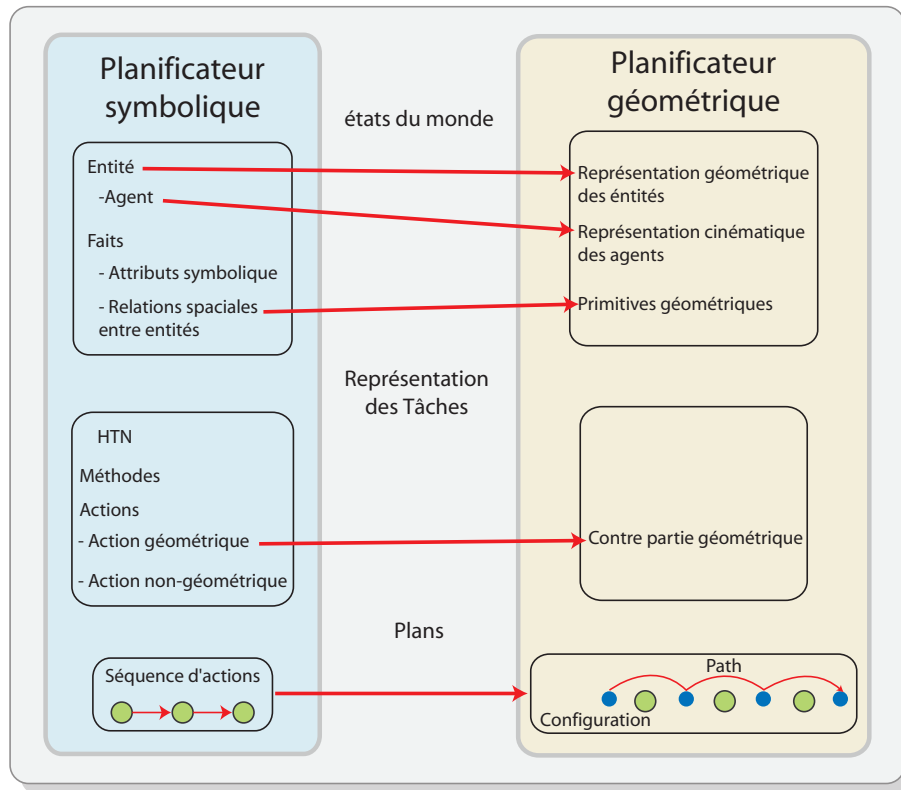 Planificateur
symbolique
Entité
-Agent
Faits
- Attributs symbolique
- Relations spaciales
entre entités
HTN
Méthodes
Actions
- Action géométrique
- Action non-géométrique
Séquence d'actions
états du monde
Représentation
des Tâches
Plans
Planificateur
géométrique
Représentation géométrique
des éntités
Représentation cinématique
des agents
Primitives géométriques
Contre partie géométrique
Path
Configuration